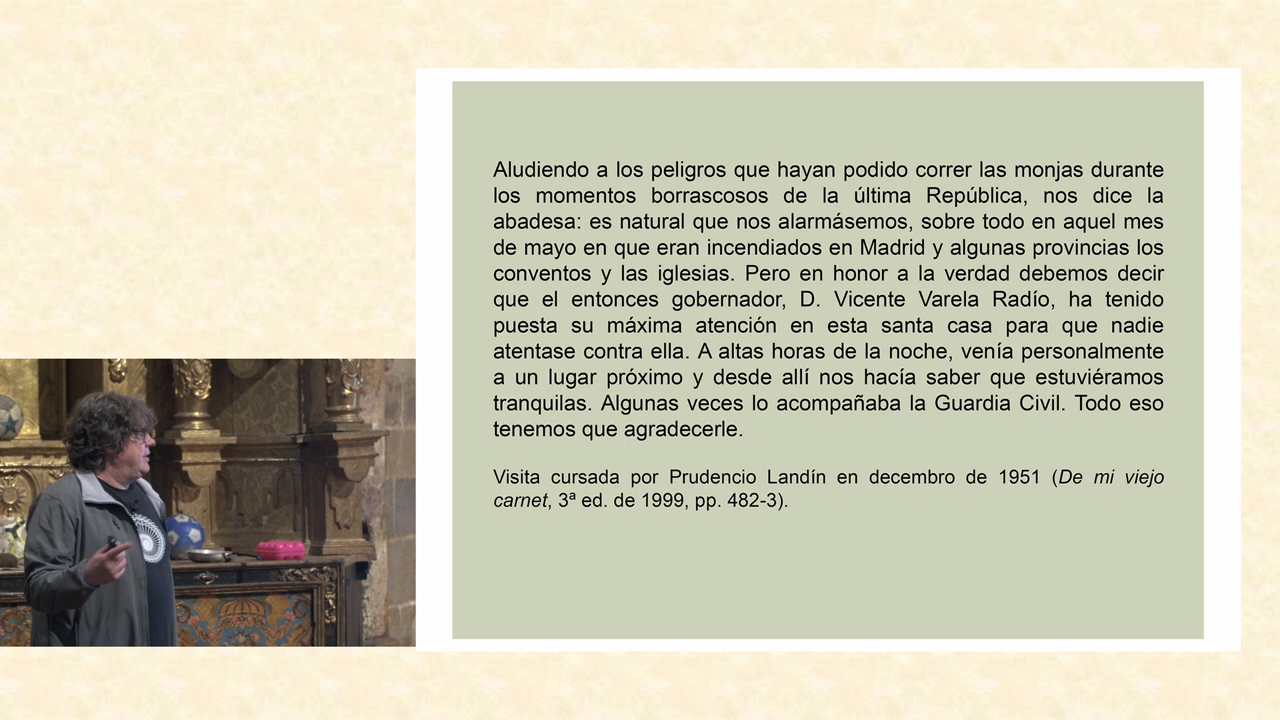 Aludiendo a los peligros que hayan podido correr las monjas durante
los momentos borrascosos de la última República, nos dice la
abadesa: es natural que nos alarmásemos, sobre todo en aquel mes
de mayo en que eran incendiados en Madrid y algunas provincias los
conventos y las iglesias. Pero en honor a la verdad debemos decir
que el entonces gobernador, D. Vicente Varela Radío, ha tenido
puesta su máxima atención en esta santa casa para que nadie
atentase contra ella. A altas horas de la noche, venía personalmente
a un lugar próximo y desde allí nos hacía saber que estuviéramos
tranquilas. Algunas veces lo acompañaba la Guardia Civil. Todo eso
tenemos que agradecerle.
Visita cursada por Prudencio Landín en decembro de 1951 (De mi viejo
carnet, 3ª ed. de 1999, pp. 482-3).